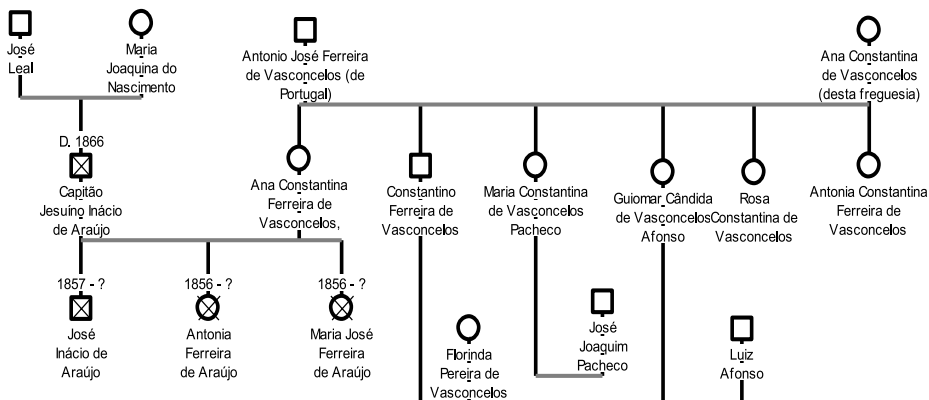 José
Leal
Maria
Joaquina do
Nascimento
Antonio José Ferreira
de Vasconcelos (de
Portugal)
Ana Constantina
de Vasconcelos
(desta freguesia)
D. 1866
Capitão
Jesuíno Inácio
de Araújo
Ana Constantina
Ferreira de
Vasconcelos,
Constantino
Ferreira de
Vasconcelos
Maria Constantina
de Vasconcelos
Pacheco
Guiomar Cândida
de Vasconcelos
Afonso
Rosa
Constantina de
Vasconcelos
Antonia Constantina
Ferreira de
Vasconcelos
1857 - ?
José
Inácio de
Araújo
1856 - ?
Antonia
Ferreira
de Araújo
1856 - ?
Maria José
Ferreira
de Araújo
Florinda
Pereira de
Vasconcelos
José
Joaquim
Pacheco
Luiz
Afonso